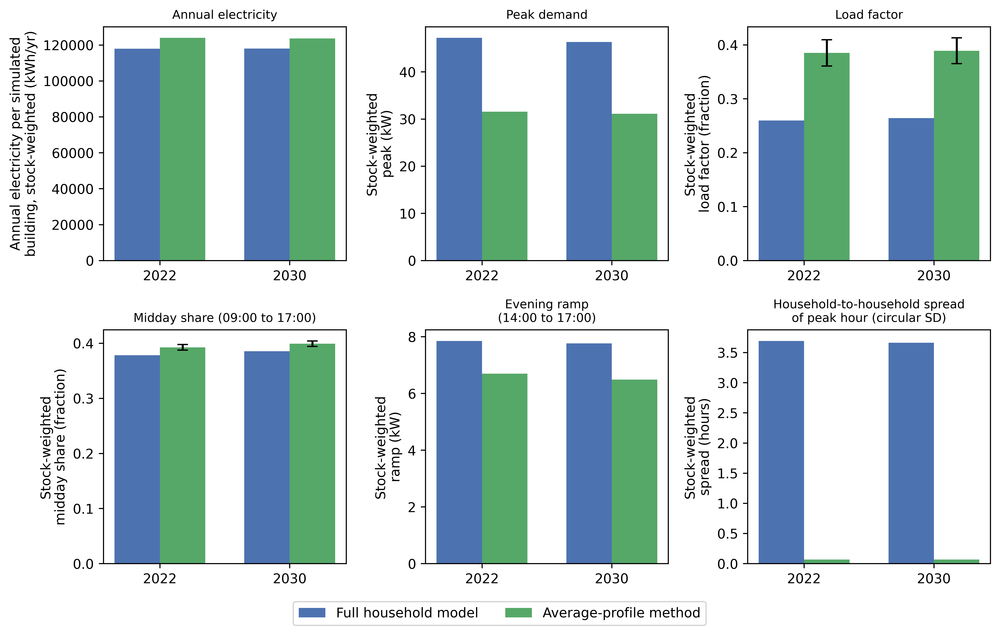 Annual electricity
Annual electricity per simulated
building, stock-weighted (kWh/yr)
120000
100000
80000
60000
40000
20000
0
2022
2030
Peak demand
Stock-weighted
peak (kW)
40
30
20
10
0
2022
2030
Load factor
Stock-weighted
load factor (fraction)
0.4
0.3
0.2
0.1
0.0
2022
2030
Midday share (09:00 to 17:00)
Stock-weighted
midday share (fraction)
0.4
0.3
0.2
0.1
0.0
2022
2030
Evening ramp
(14:00 to 17:00)
Stock-weighted
ramp (kW)
8
6
4
2
0
2022
2030
Household-to-household spread
of peak hour (circular SD)
Stock-weighted
spread (hours)
3.5
3.0
2.5
2.0
1.5
1.0
0.5
0.0
2022
2030
Full household model
Average-profile method